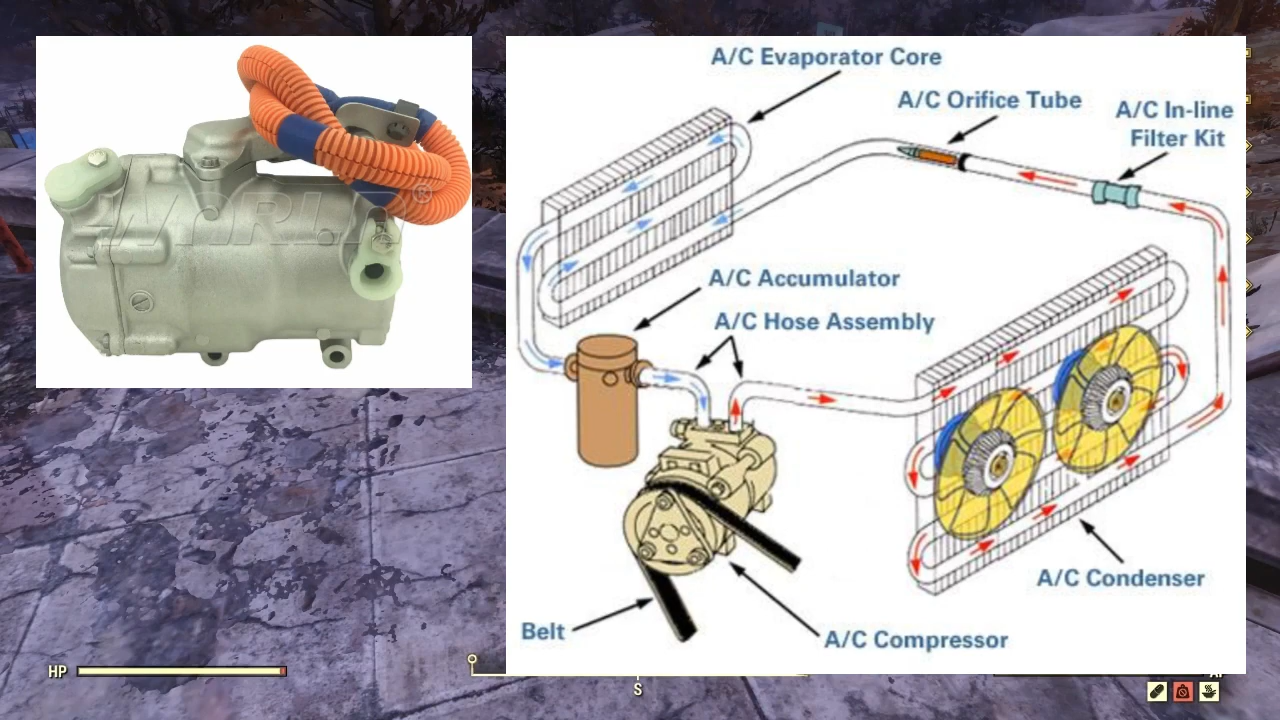 A/C Evaporator Core
A/C Orifice Tube
A/C In-line
Filter Kit
A/C Accumulator
A/C Hose Assembly
A/C Condenser
Belt
A/C Compressor
HP
S